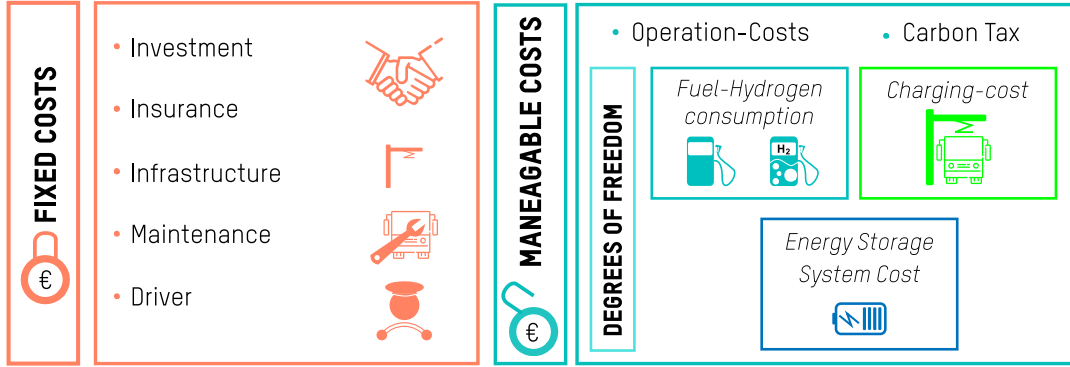 FIXED COSTS
€
• Investment
• Insurance
• Infrastructure
• Maintenance
• Driver
MANEAGABLE COSTS
€
• Operation-Costs
• Carbon Tax
DEGREES OF FREEDOM
Fuel-Hydrogen
consumption
H2
Charging-cost
Energy Storage
System Cost